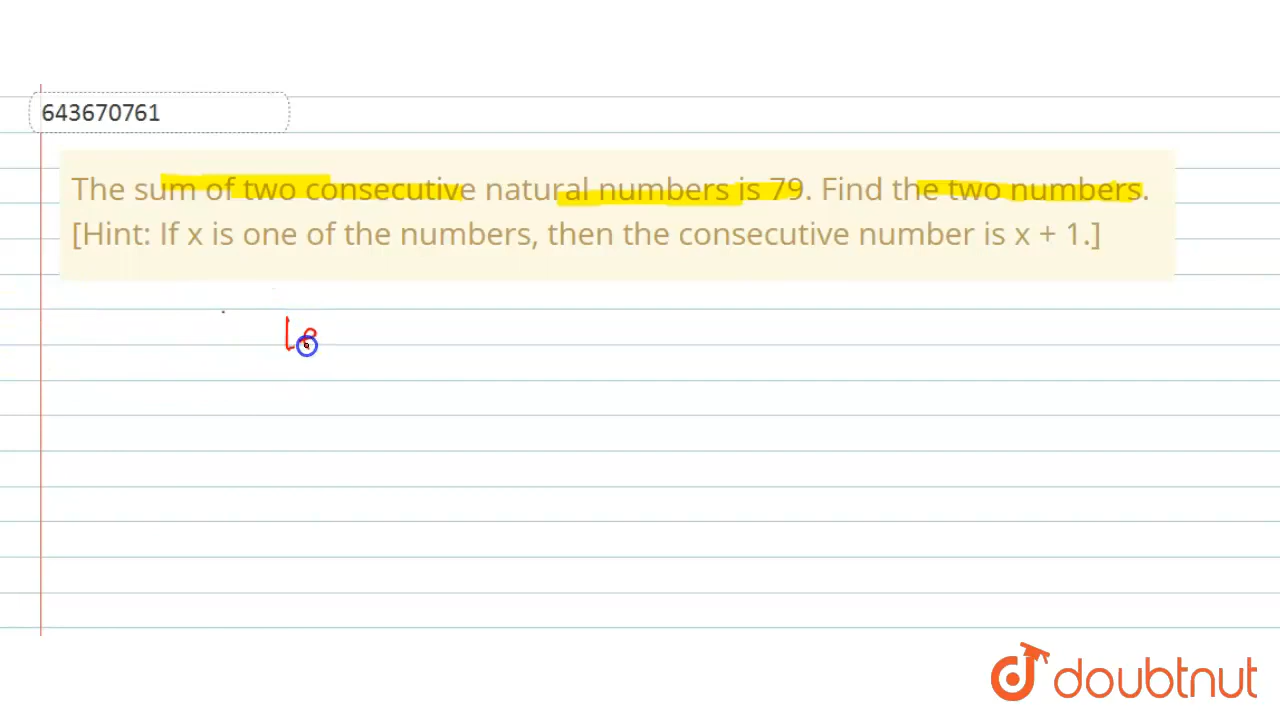 643670761
The sum of two consecutive natural numbers is 79. Find the two numbers.
[Hint: If x is one of the numbers, then the consecutive number is x + 1.]
le
doubtnut